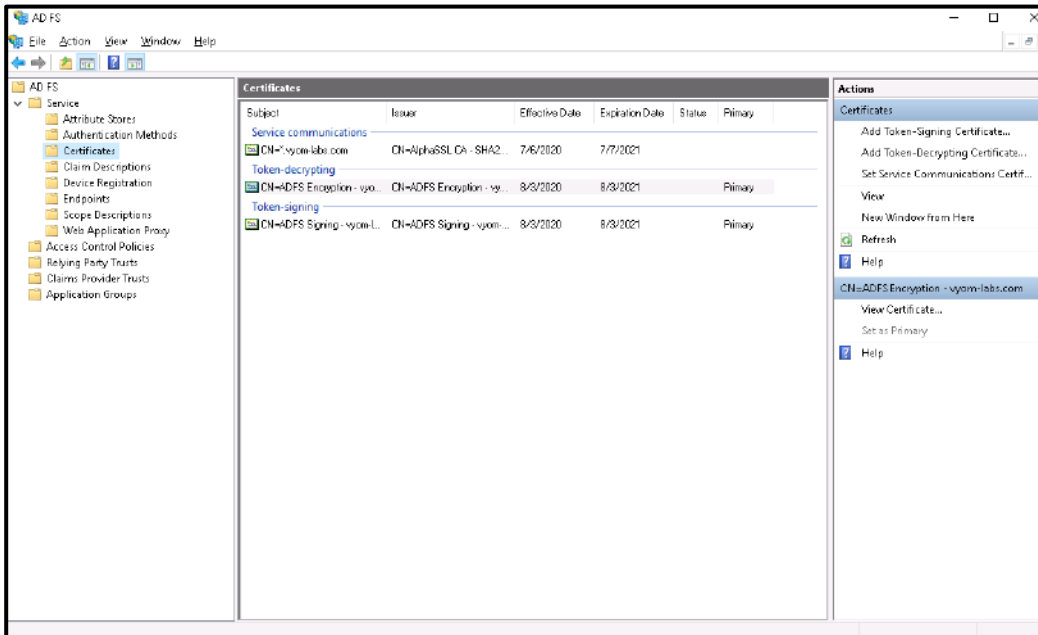 AD FS
File Action View Window Help
AD FS
Service
Attribute Stores
Authentication Methods
Certificates
Claim Descriptions
Device Registration
Endpoints
Scope Descriptions
Web Application Proxy
Access Control Policies
Relying Party Trusts
Claims Provider Trusts
Application Groups
Certificates
Subject Issuer Effective Date Expiration Date Status Primary
Service communications
CN=*.vyom-labs.com CN=AlphaSSL CA - SHA2... 7/6/2020 7/7/2021
Token-decrypting
CN=ADFS Encryption - vyo... CN=ADFS Encryption - vy... 8/3/2020 8/3/2021 Primary
Token-signing
CN=ADFS Signing - vyom-l... CN=ADFS Signing - vyom-... 8/3/2020 8/3/2021 Primary
Actions
Certificates
Add Token-Signing Certificate...
Add Token-Decrypting Certificate...
Set Service Communications Certif...
View
New Window from Here
Refresh
Help
CN=ADFS Encryption - vyom-labs.com
View Certificate...
Set as Primary
Help